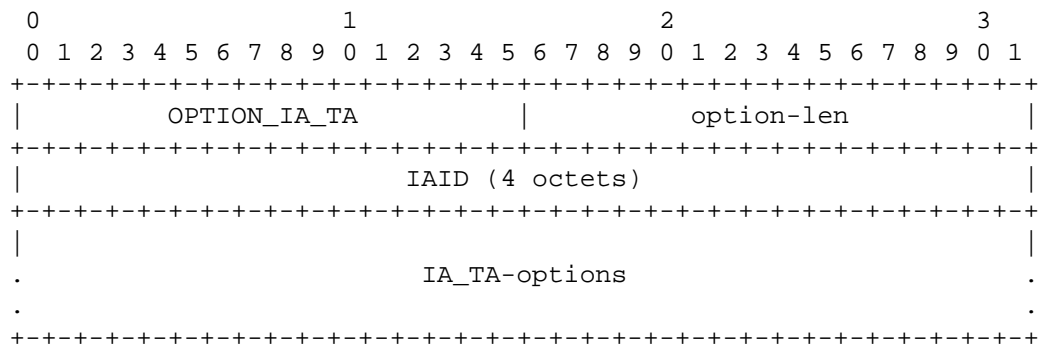 0                   1                   2                   3
 0 1 2 3 4 5 6 7 8 9 0 1 2 3 4 5 6 7 8 9 0 1 2 3 4 5 6 7 8 9 0 1
+-+-+-+-+-+-+-+-+-+-+-+-+-+-+-+-+-+-+-+-+-+-+-+-+-+-+-+-+-+-+-+-+
|         OPTION_IA_TA          |          option-len           |
+-+-+-+-+-+-+-+-+-+-+-+-+-+-+-+-+-+-+-+-+-+-+-+-+-+-+-+-+-+-+-+-+
|                        IAID (4 octets)                        |
+-+-+-+-+-+-+-+-+-+-+-+-+-+-+-+-+-+-+-+-+-+-+-+-+-+-+-+-+-+-+-+-+
|                                                               |
.                         IA_TA-options                         .
.                                                               .
+-+-+-+-+-+-+-+-+-+-+-+-+-+-+-+-+-+-+-+-+-+-+-+-+-+-+-+-+-+-+-+-+